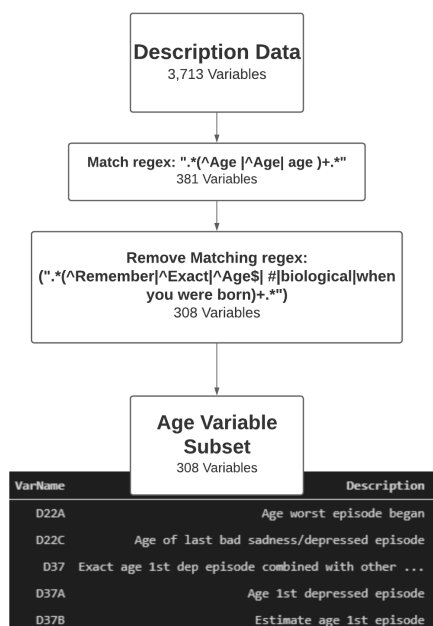 Description Data
3,713 Variables
Match regex: ".*(^Age |^Age| age )+.*"
381 Variables
Remove Matching regex:
(".*(^Remember|^Exact|^Age$| #|biological|when
you were born)+.*")
308 Variables
Age Variable
Subset
308 Variables
VarName Description
D22A Age worst episode began
D22C Age of last bad sadness/depressed episode
D37 Exact age 1st dep episode combined with other ...
D37A Age 1st depressed episode
D37B Estimate age 1st episode